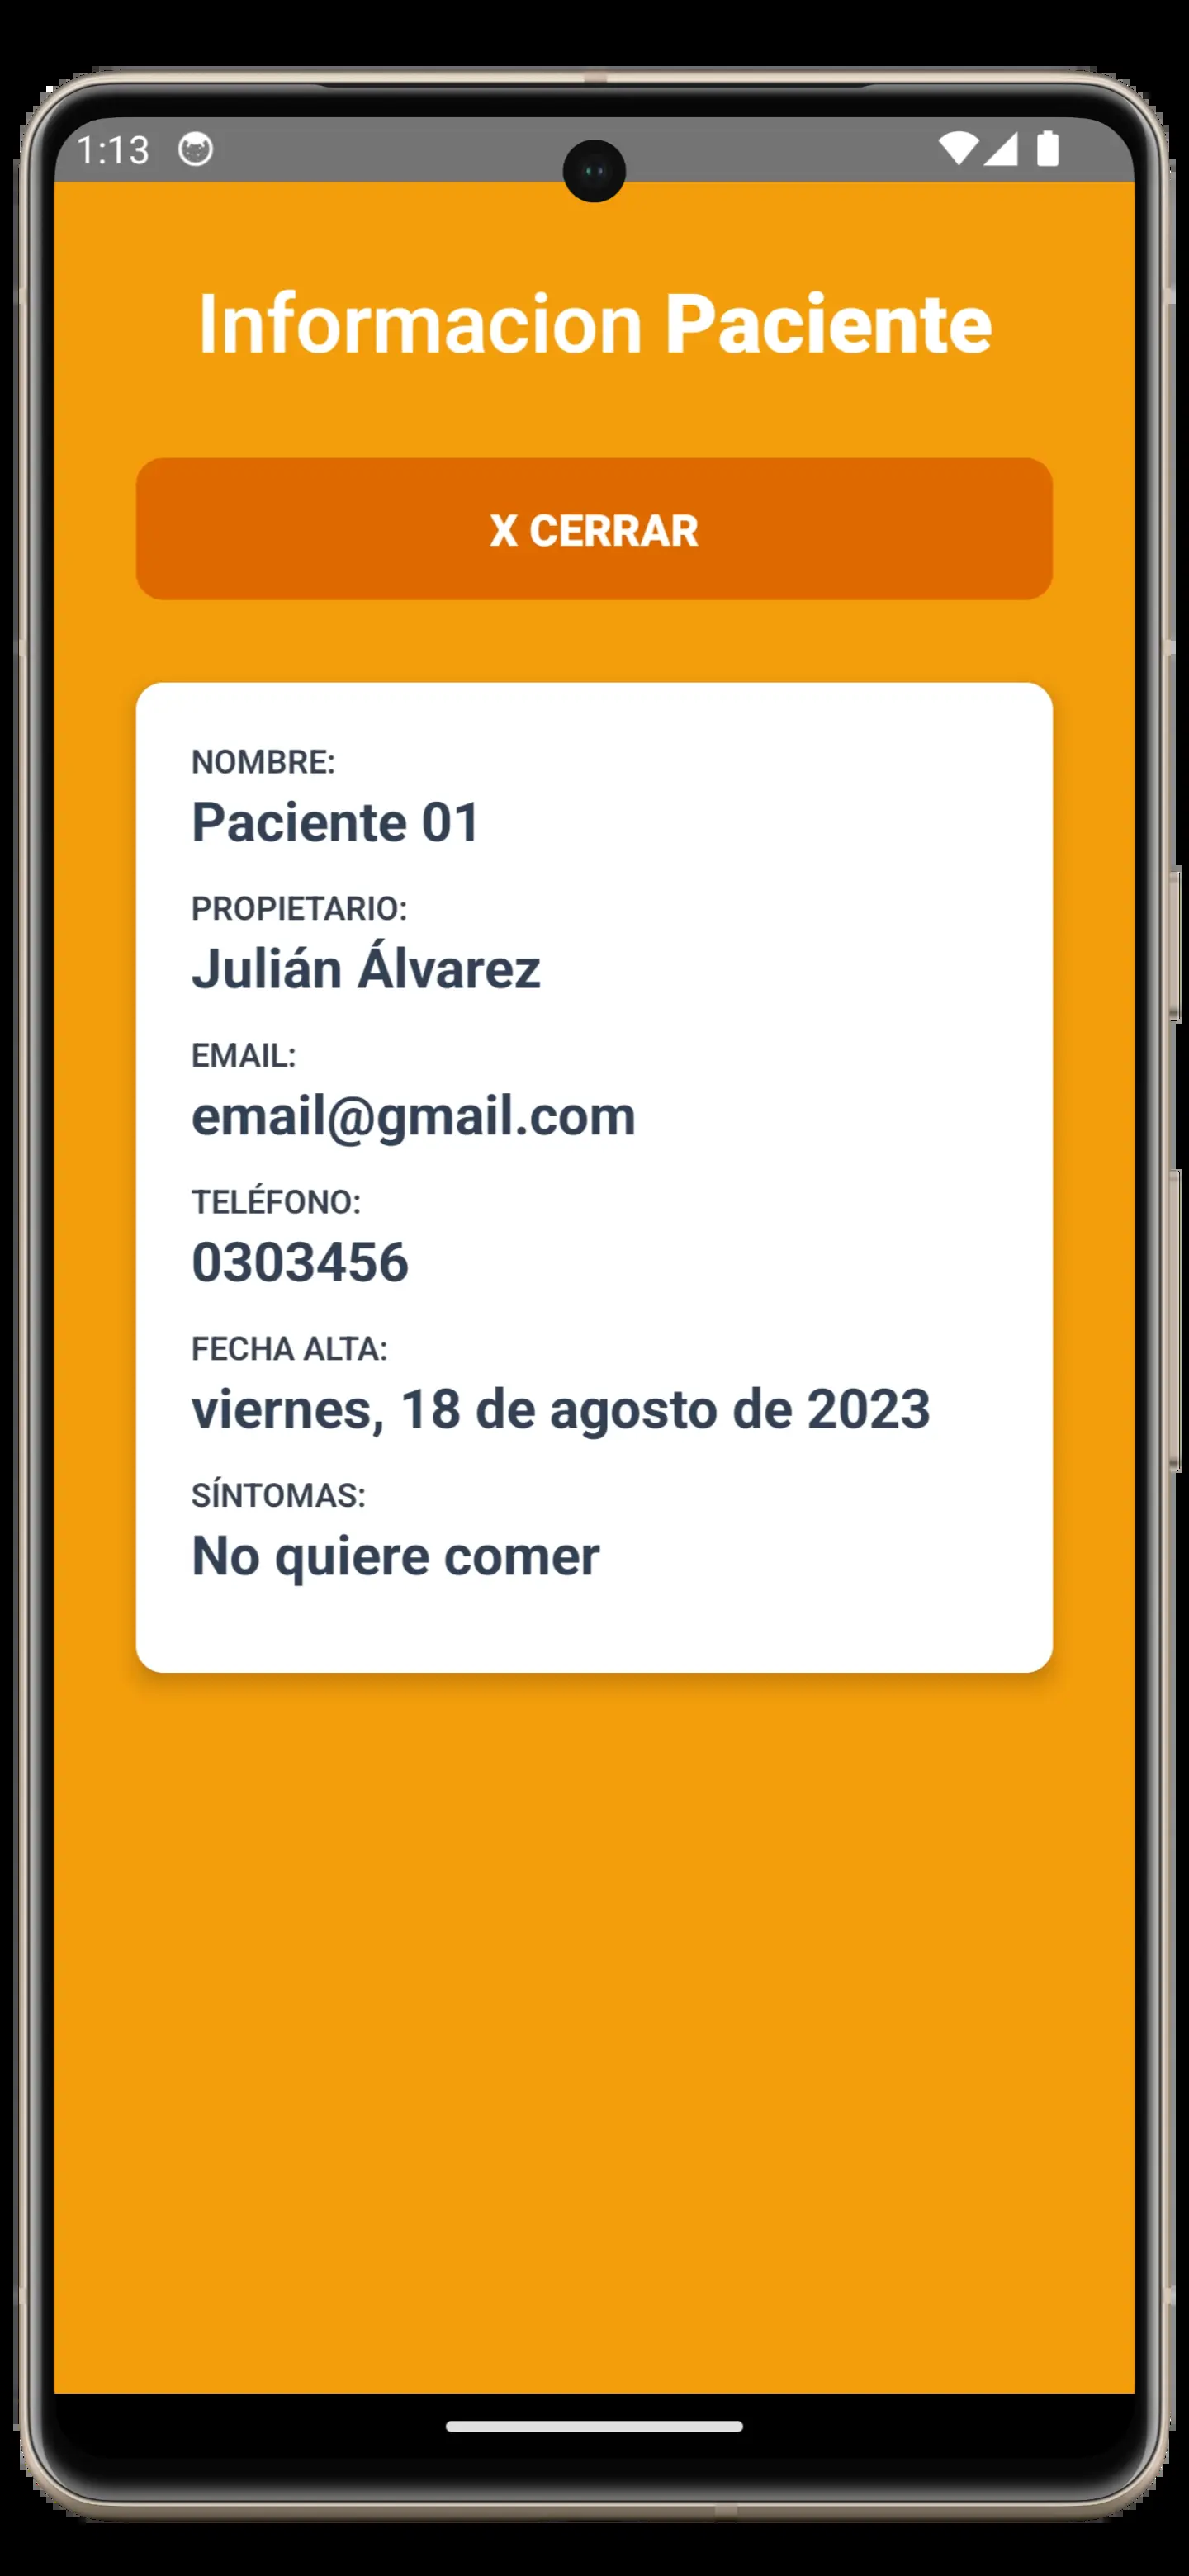 1:13
Informacion Paciente
X CERRAR
NOMBRE:
Paciente 01
PROPIETARIO:
Julián Álvarez
EMAIL:
email@gmail.com
TELÉFONO:
0303456
FECHA ALTA:
viernes, 18 de agosto de 2023
SÍNTOMAS:
No quiere comer